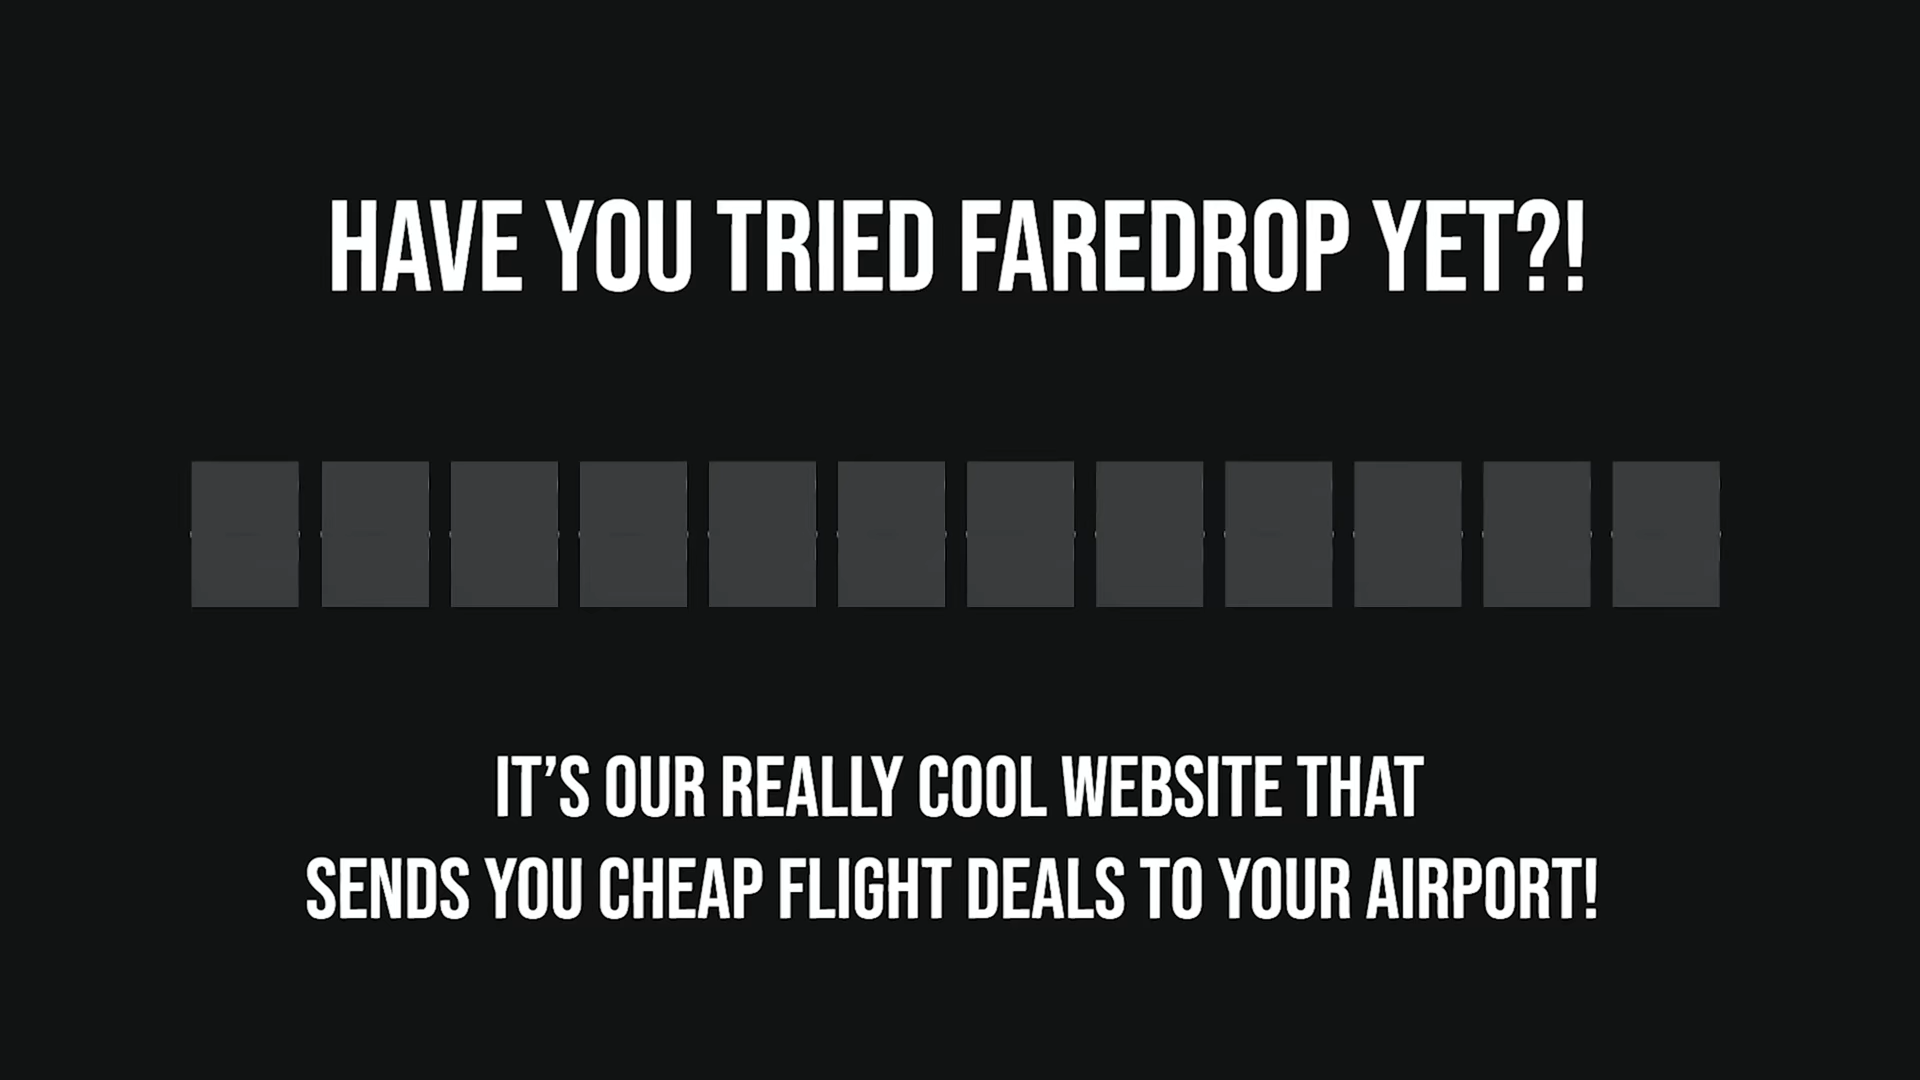 HAVE YOU TRIED FAREDROP YET?!
IT'S OUR REALLY COOL WEBSITE THAT
SENDS YOU CHEAP FLIGHT DEALS TO YOUR AIRPORT!